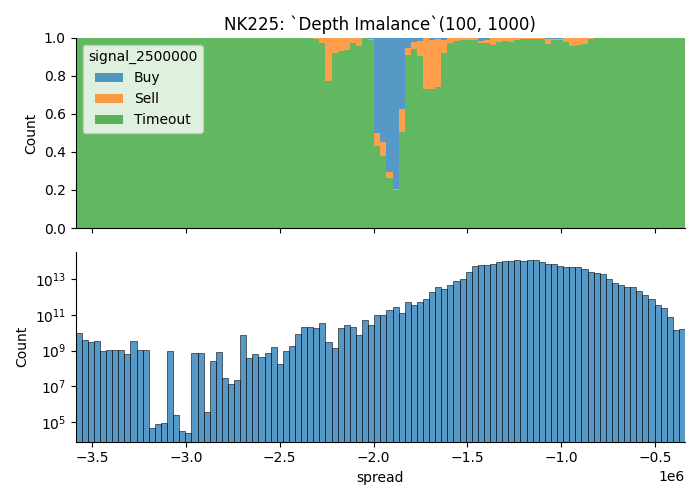 NK225: `Depth Imalance`(100, 1000)
1.0
0.8
0.6
0.4
0.2
0.0
Count
signal_2500000
Buy
Sell
Timeout
10^13
10^11
10^9
10^7
10^5
Count
−3.5 −3.0 −2.5 −2.0 −1.5 −1.0 −0.5
1e6
spread